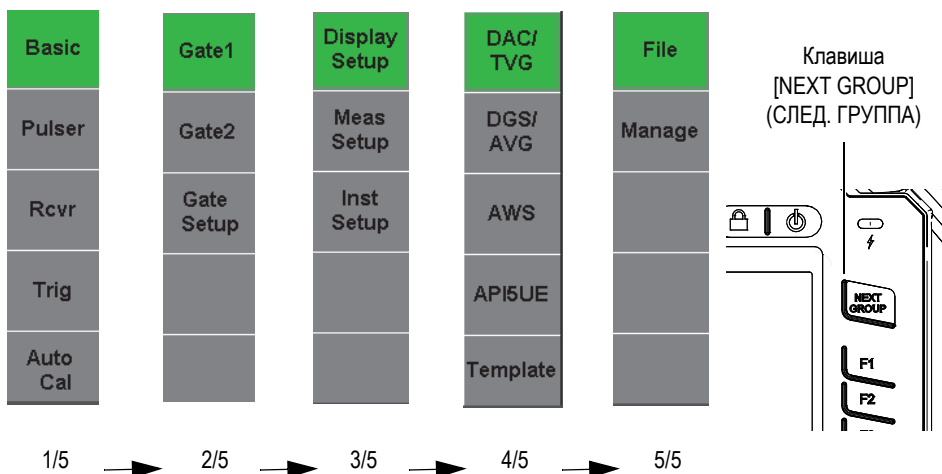 Basic
Pulser
Rcvr
Trig
Auto
Cal
Gate1
Gate2
Gate
Setup
Display
Setup
Meas
Setup
Inst
Setup
DAC/
TVG
DGS/
AVG
AWS
API5UE
Template
File
Manage
Клавиша
[NEXT GROUP]
(СЛЕД. ГРУППА)
NEXT
GROUP
F1
F2
1/5
2/5
3/5
4/5
5/5